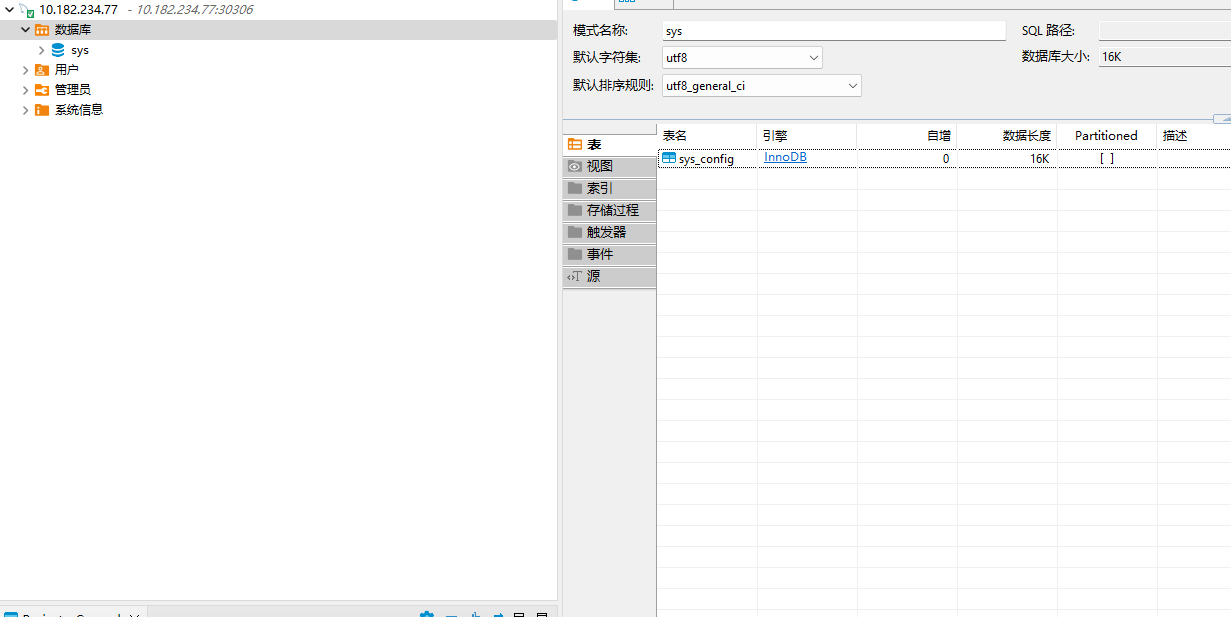 10.182.234.77 - 10.182.234.77:30306
数据库
sys
用户
管理员
系统信息
模式名称: sys
SQL 路径:
默认字符集: utf8
数据库大小: 16K
默认排序规则: utf8_general_ci
表
视图
索引
存储过程
触发器
事件
源
表名 引擎 自增 数据长度 Partitioned 描述
sys_config InnoDB 0 16K [ ]